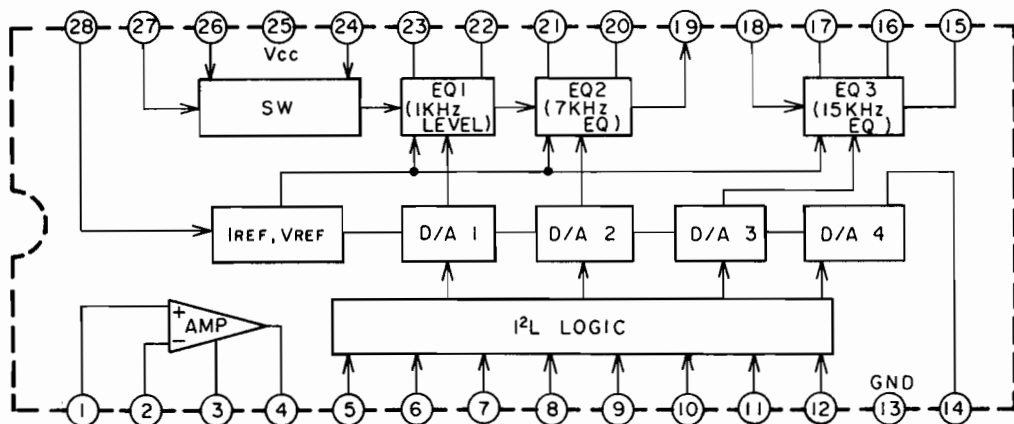 28 27 26 25 24 23 22 21 20 19 18 17 16 15
Vcc
SW
EQ1
(1KHz
LEVEL)
EQ2
(7KHz
EQ)
EQ3
(15KHz
EQ)
IREF, VREF
D/A 1
D/A 2
D/A 3
D/A 4
+
AMP
−
I²L LOGIC
GND
1 2 3 4 5 6 7 8 9 10 11 12 13 14